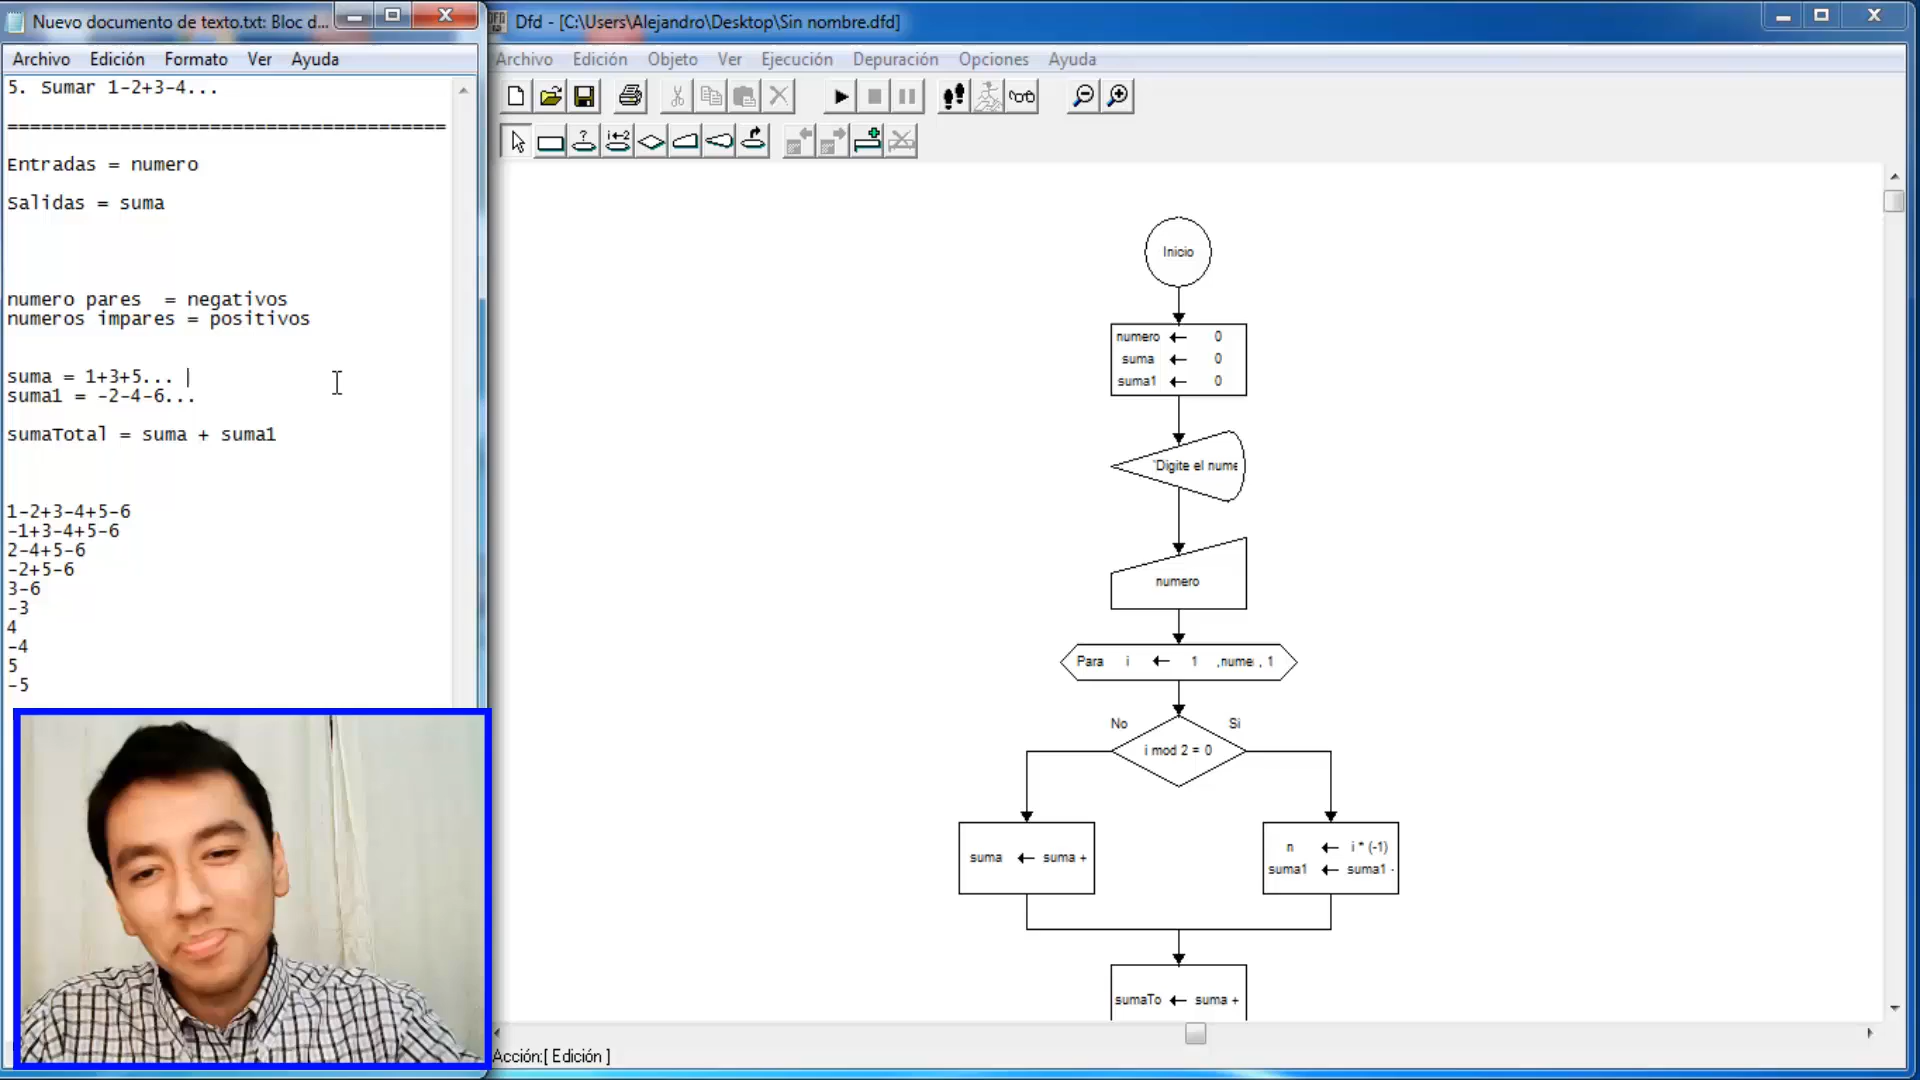 Nuevo documento de texto.txt: Bloc d...
Archivo Edición Formato Ver Ayuda
5. Sumar 1-2+3-4...
=======================================
Entradas = numero
Salidas = suma
numero pares  = negativos
numeros impares = positivos
suma = 1+3+5...
suma1 = -2-4-6...
sumaTotal = suma + suma1
1-2+3-4+5-6
-1+3-4+5-6
2-4+5-6
-2+5-6
3-6
-3
4
-4
5
-5
Dfd - [C:\Users\Alejandro\Desktop\Sin nombre.dfd]
Archivo Edición Objeto Ver Ejecución Depuración Opciones Ayuda
Inicio
numero ← 0
suma ← 0
suma1 ← 0
"Digite el nume
numero
Para i ← 1 ,nume , 1
No Si
i mod 2 = 0
suma ← suma +
n ← i * (-1)
suma1 ← suma1
sumaTo ← suma +
Acción:[ Edición ]